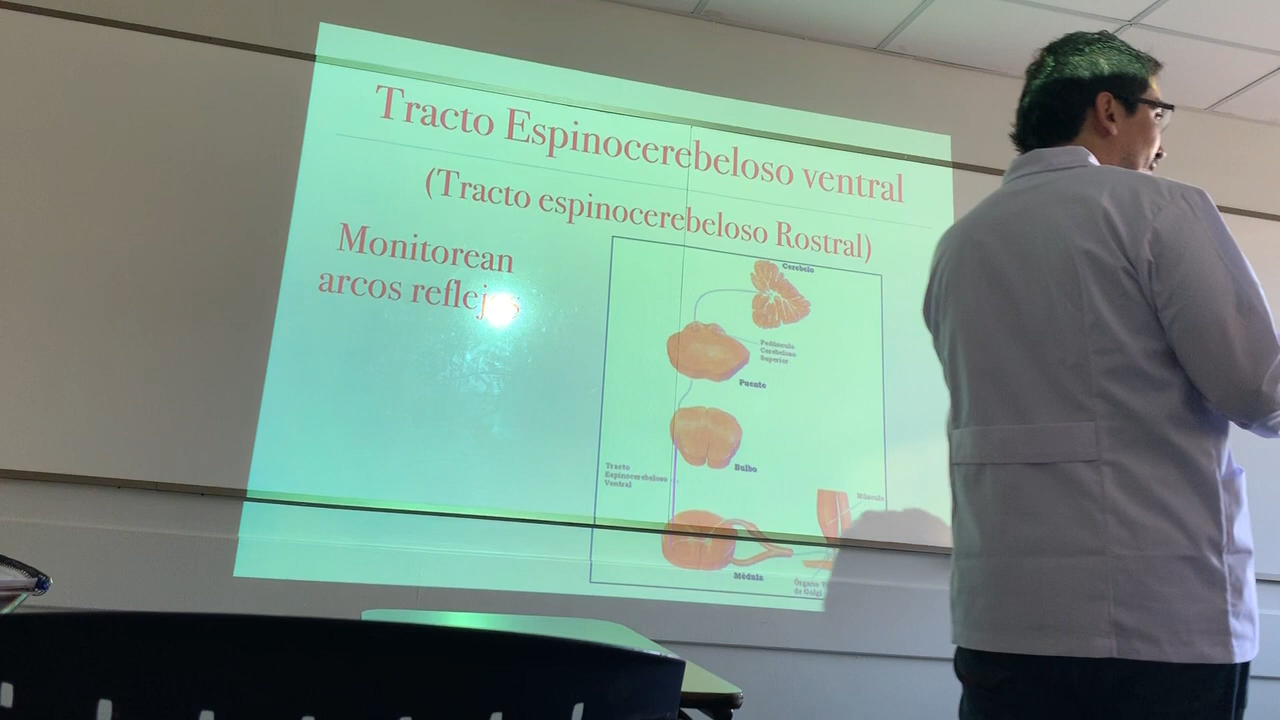 Tracto Espinocerebeloso ventral
(Tracto espinocerebeloso Rostral)
Monitorean
arcos reflejos
Cerebelo
Pedúnculo
Cerebeloso
Superior
Puente
Bulbo
Tracto
Espinocerebeloso
Ventral
Músculo
Médula
Órgano
de Golgi